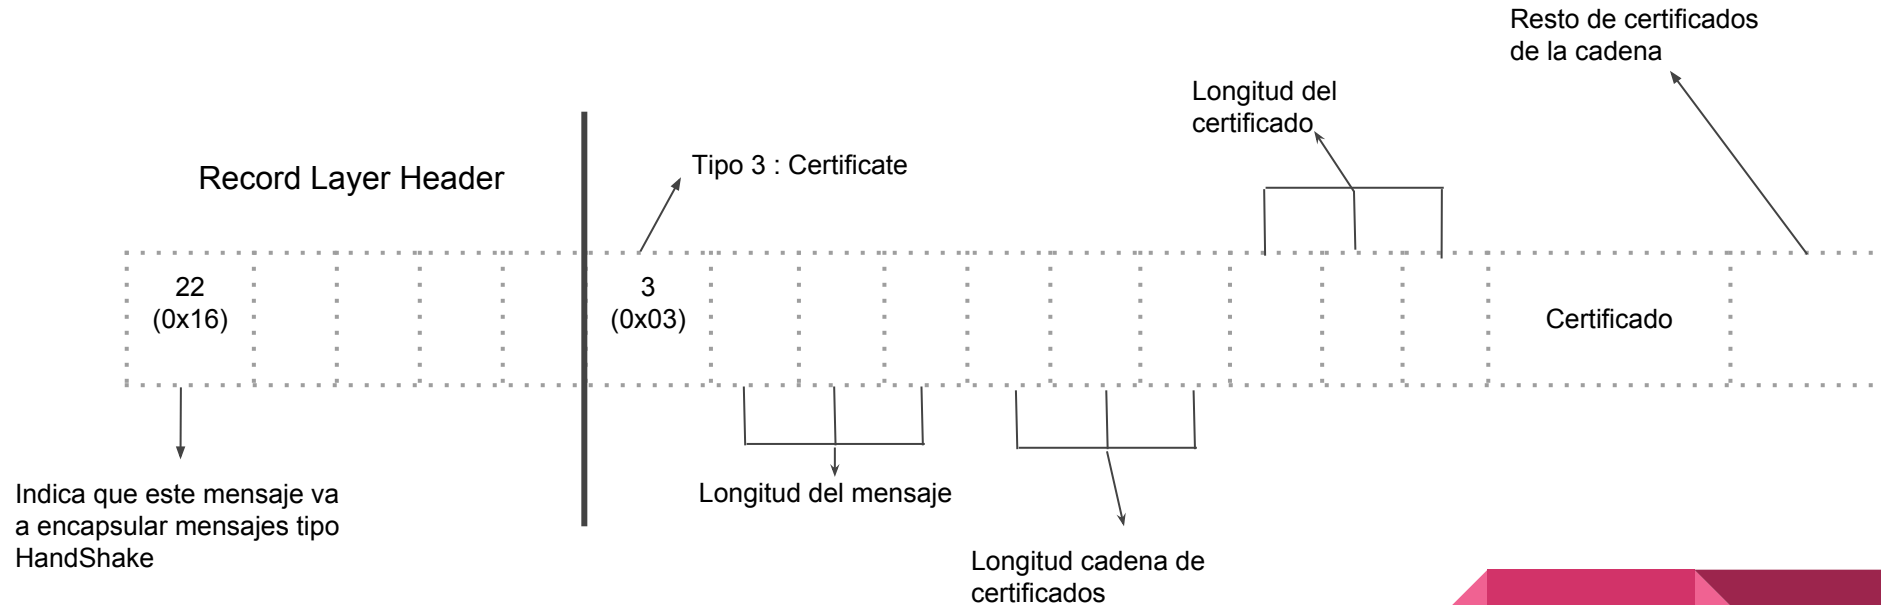 Resto de certificados
de la cadena
Longitud del
certificado
Tipo 3 : Certificate
Record Layer Header
22
(0x16)
3
(0x03)
Certificado
Indica que este mensaje va
a encapsular mensajes tipo
HandShake
Longitud del mensaje
Longitud cadena de
certificados